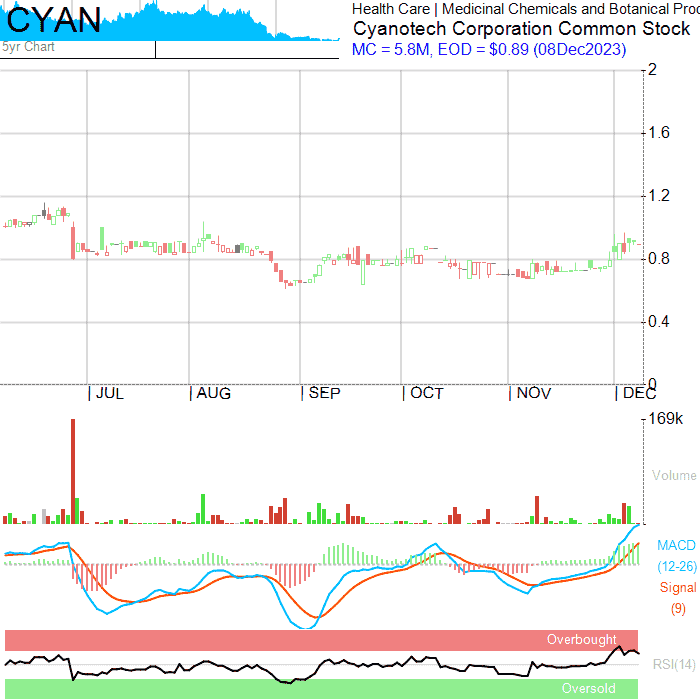 CYAN
5yr Chart
Health Care | Medicinal Chemicals and Botanical Prod
Cyanotech Corporation Common Stock
MC = 5.8M, EOD = $0.89 (08Dec2023)
2
1.6
1.2
0.8
0.4
0
| JUL | AUG | SEP | OCT | NOV | DEC
169k
Volume
MACD
(12-26)
Signal
(9)
Overbought
RSI(14)
Oversold